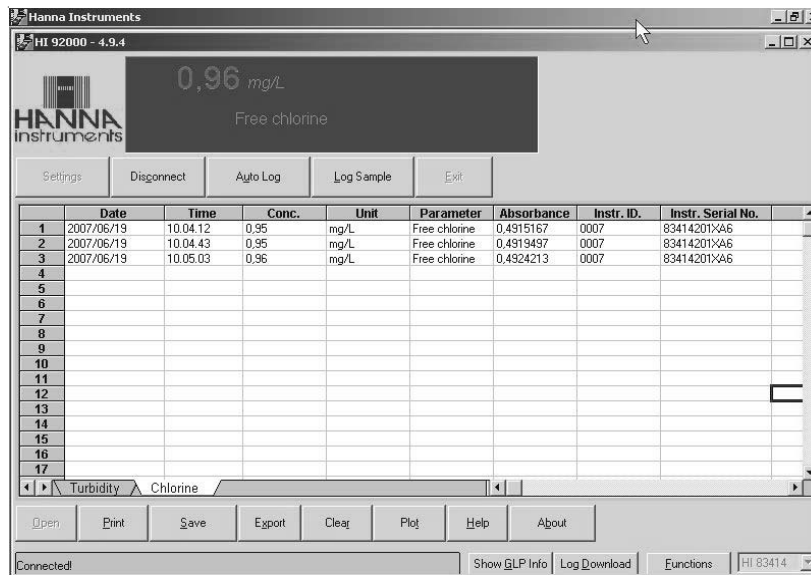 Hanna Instruments
HI 92000 - 4.9.4
0,96 mg/L
Free chlorine
HANNA
instruments
Settings Disconnect Auto Log Log Sample Exit
Date Time Conc. Unit Parameter Absorbance Instr. ID. Instr. Serial No.
1 2007/06/19 10.04.12 0,95 mg/L Free chlorine 0,4915167 0007 83414201XA6
2 2007/06/19 10.04.43 0,95 mg/L Free chlorine 0,4919497 0007 83414201XA6
3 2007/06/19 10.05.03 0,96 mg/L Free chlorine 0,4924213 0007 83414201XA6
4
5
6
7
8
9
10
11
12
13
14
15
16
17
Turbidity Chlorine
Open Print Save Export Clear Plot Help About
Connected! Show GLP Info Log Download Functions HI 83414